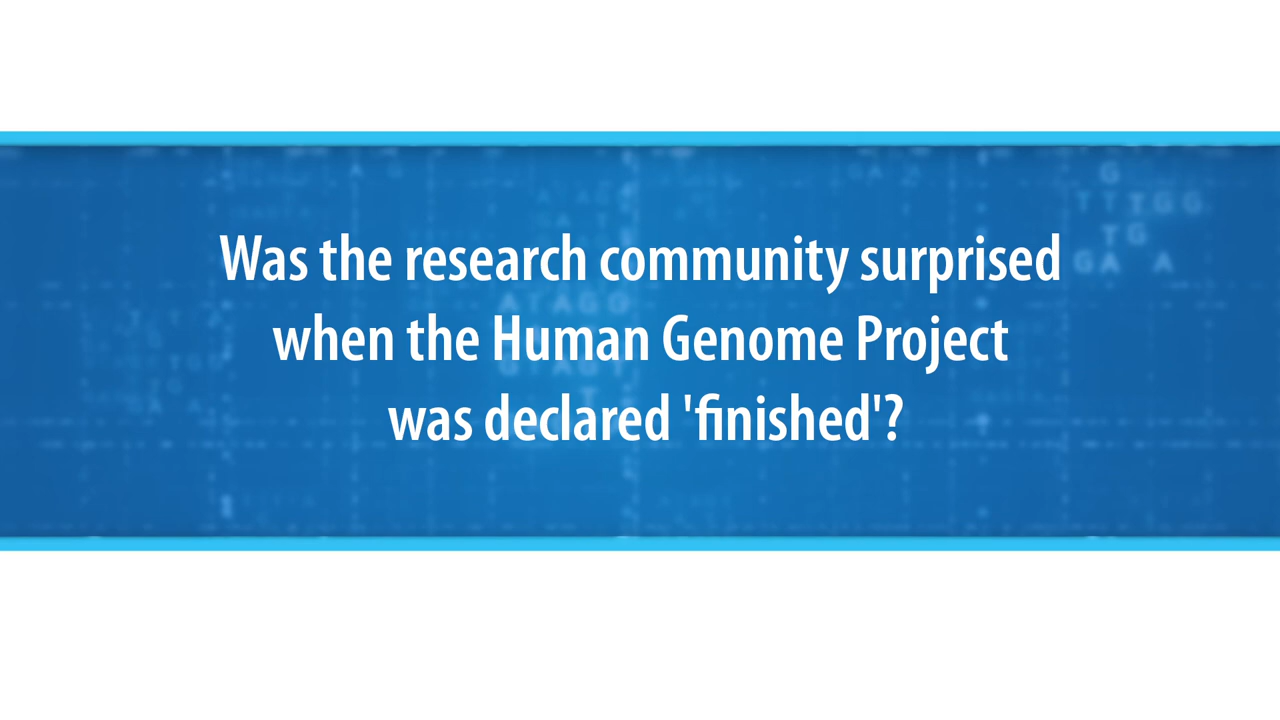 Was the research community surprised
when the Human Genome Project
was declared 'finished'?